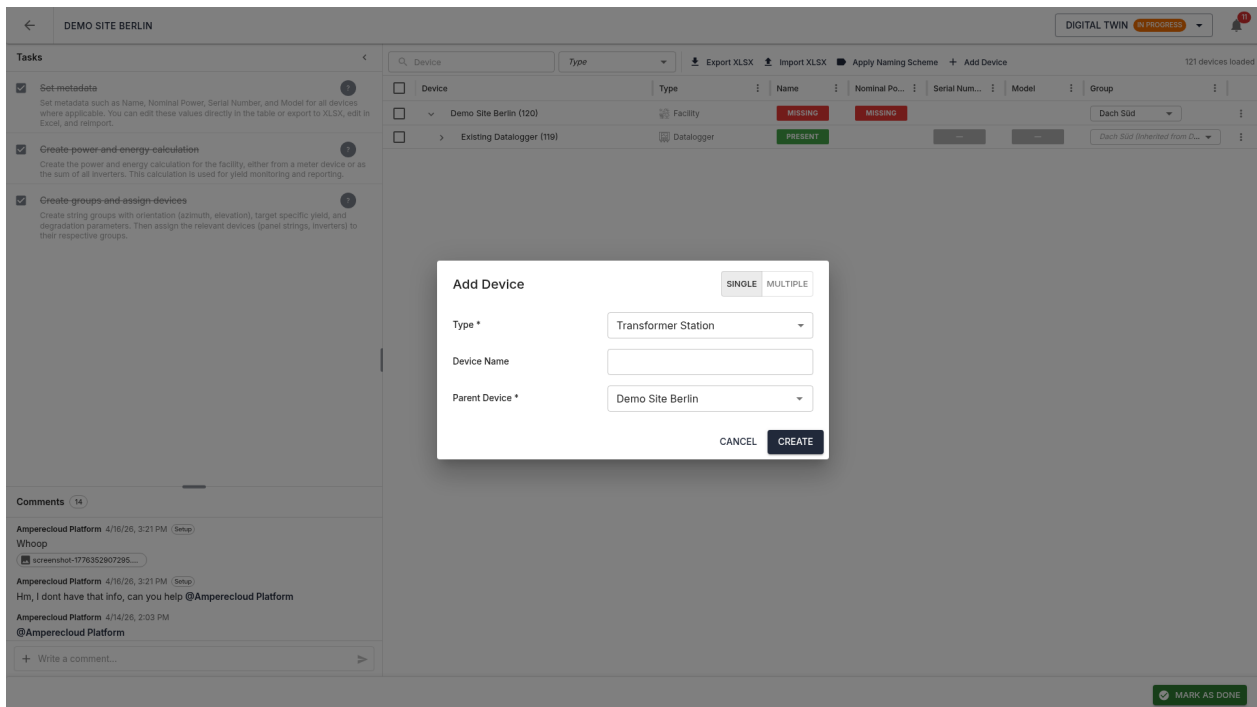 DEMO SITE BERLIN
DIGITAL TWIN IN PROGRESS
11
Tasks
Set metadata
?
Set metadata such as Name, Nominal Power, Serial Number, and Model for all devices
where applicable. You can edit these values directly in the table or export to XLSX, edit in
Excel, and reimport.
Create power and energy calculation
?
Create the power and energy calculation for the facility, either from a meter device or as
the sum of all inverters. This calculation is used for yield monitoring and reporting.
Create groups and assign devices
?
Create string groups with orientation (azimuth, elevation), target specific yield, and
degradation parameters. Then assign the relevant devices (panel strings, inverters) to
their respective groups.
Device
Type
Export XLSX
Import XLSX
Apply Naming Scheme
+ Add Device
121 devices loaded
Device Type Name Nominal Po... Serial Num... Model Group
Demo Site Berlin (120) Facility MISSING MISSING Dach Süd
Existing Datalogger (119) Datalogger PRESENT — — Dach Süd (inherited from D...
Add Device
SINGLE MULTIPLE
Type * Transformer Station
Device Name
Parent Device * Demo Site Berlin
CANCEL CREATE
Comments 14
Amperecloud Platform 4/16/26, 3:21 PM Setup
Whoop
screenshot-1776352907295....
Amperecloud Platform 4/16/26, 3:21 PM Setup
Hm, I dont have that info, can you help @Amperecloud Platform
Amperecloud Platform 4/14/26, 2:03 PM
@Amperecloud Platform
+ Write a comment...
MARK AS DONE